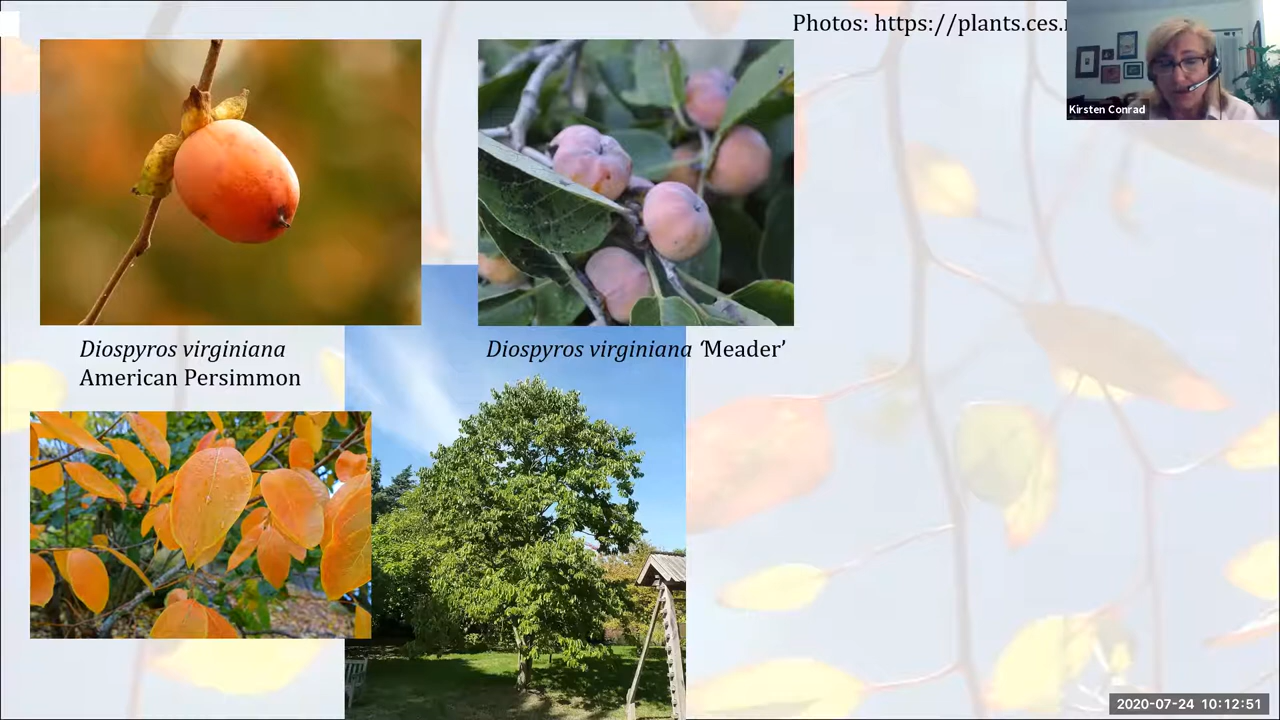 Photos: https://plants.ces.
Kirsten Conrad
Diospyros virginiana
American Persimmon
Diospyros virginiana ‘Meader’
2020-07-24 10:12:51